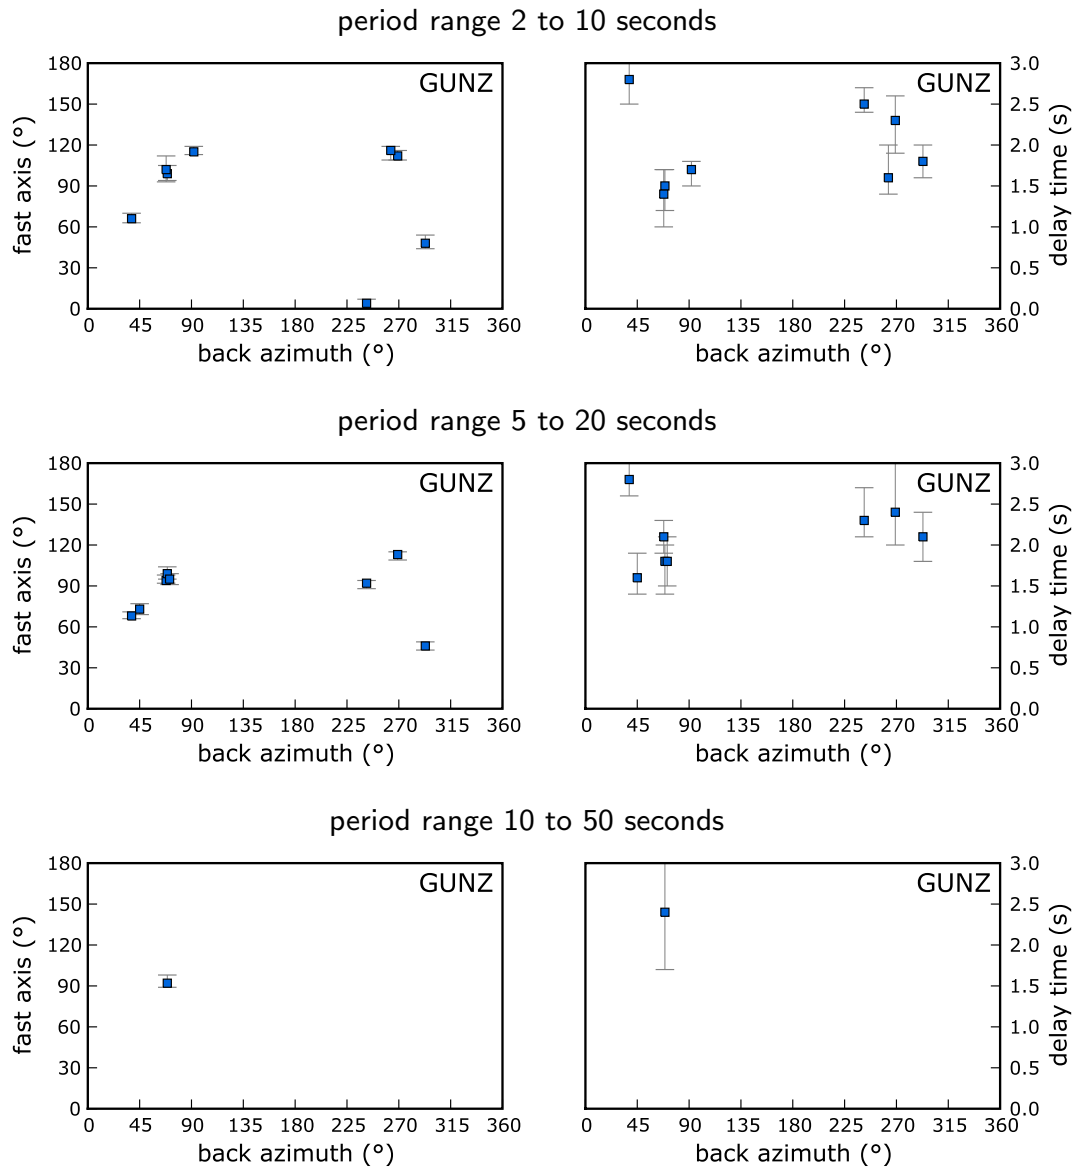 period range 2 to 10 seconds
180 GUNZ GUNZ 3.0
150 2.5
120 2.0
90 1.5
60 1.0
30 0.5
0 0.0
fast axis (°)
delay time (s)
0 45 90 135 180 225 270 315 360 0 45 90 135 180 225 270 315 360
back azimuth (°) back azimuth (°)
period range 5 to 20 seconds
180 GUNZ GUNZ 3.0
150 2.5
120 2.0
90 1.5
60 1.0
30 0.5
0 0.0
fast axis (°)
delay time (s)
0 45 90 135 180 225 270 315 360 0 45 90 135 180 225 270 315 360
back azimuth (°) back azimuth (°)
period range 10 to 50 seconds
180 GUNZ GUNZ 3.0
150 2.5
120 2.0
90 1.5
60 1.0
30 0.5
0 0.0
fast axis (°)
delay time (s)
0 45 90 135 180 225 270 315 360 0 45 90 135 180 225 270 315 360
back azimuth (°) back azimuth (°)